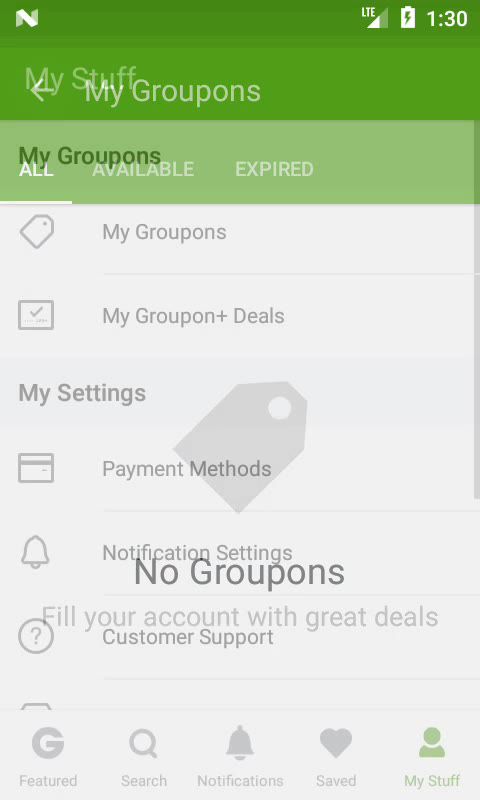 LTE 1:30
My Stuff
My Groupons
My Groupons
ALL AVAILABLE EXPIRED
My Groupons
My Groupon+ Deals
My Settings
Payment Methods
Notification Settings
No Groupons
Fill your account with great deals
Customer Support
Featured Search Notifications Saved My Stuff